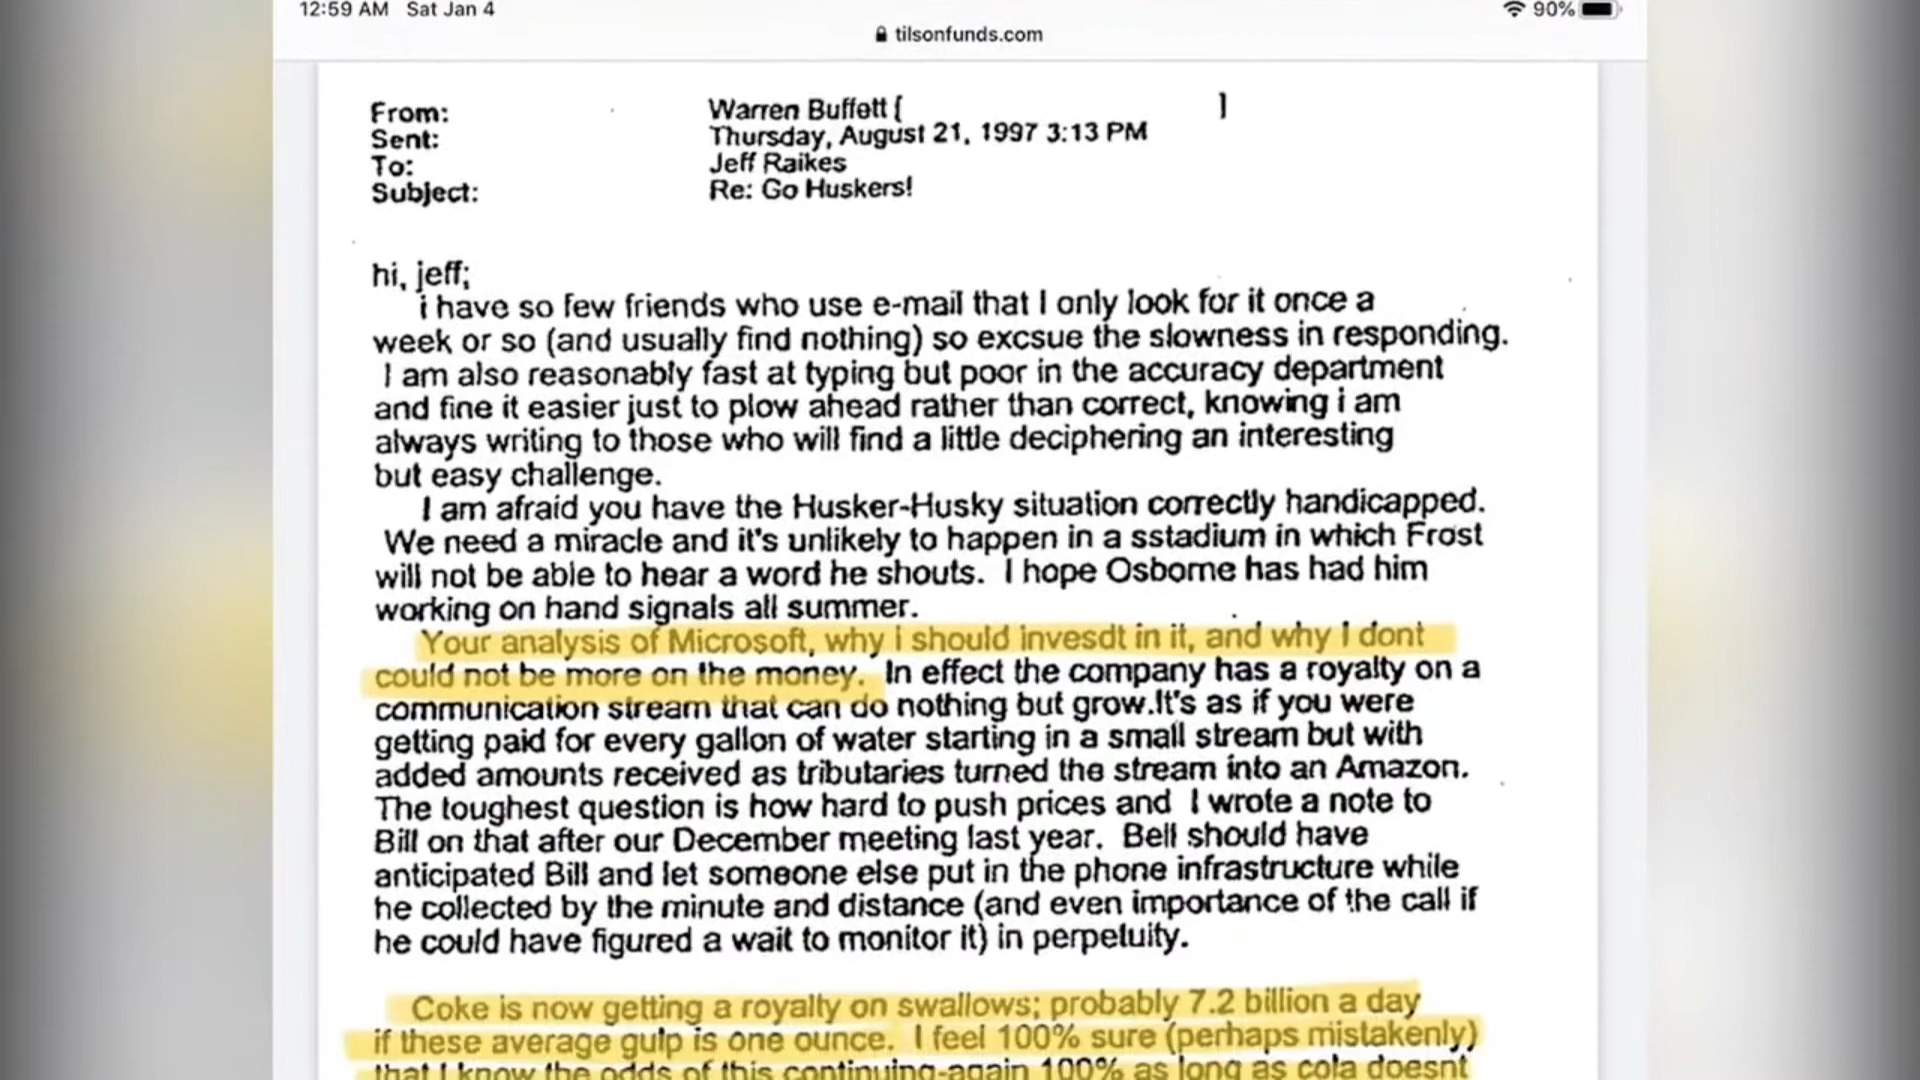 12:59 AM Sat Jan 4
90%
tilsonfunds.com
From: Warren Buffett [ ]
Sent: Thursday, August 21, 1997 3:13 PM
To: Jeff Raikes
Subject: Re: Go Huskers!
hi, jeff;
i have so few friends who use e-mail that I only look for it once a
week or so (and usually find nothing) so excsue the slowness in responding.
I am also reasonably fast at typing but poor in the accuracy department
and fine it easier just to plow ahead rather than correct, knowing i am
always writing to those who will find a little deciphering an interesting
but easy challenge.
I am afraid you have the Husker-Husky situation correctly handicapped.
We need a miracle and it's unlikely to happen in a sstadium in which Frost
will not be able to hear a word he shouts. I hope Osborne has had him
working on hand signals all summer.
Your analysis of Microsoft, why i should invesdt in it, and why I dont
could not be more on the money. In effect the company has a royalty on a
communication stream that can do nothing but grow.It's as if you were
getting paid for every gallon of water starting in a small stream but with
added amounts received as tributaries turned the stream into an Amazon.
The toughest question is how hard to push prices and I wrote a note to
Bill on that after our December meeting last year. Bell should have
anticipated Bill and let someone else put in the phone infrastructure while
he collected by the minute and distance (and even importance of the call if
he could have figured a wait to monitor it) in perpetuity.
Coke is now getting a royalty on swallows; probably 7.2 billion a day
if these average gulp is one ounce. I feel 100% sure (perhaps mistakenly)
that I know the odds of this continuing-again 100% as long as cola doesnt